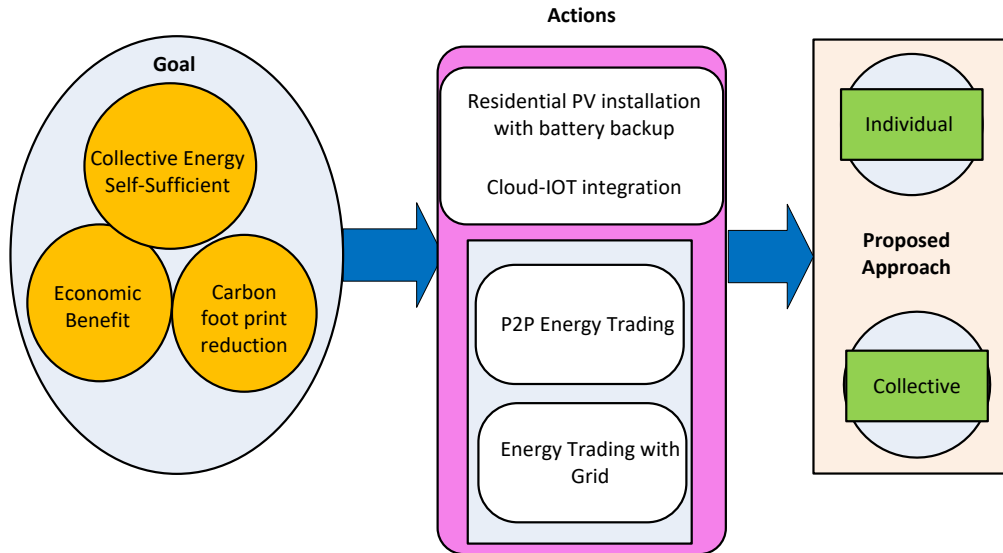 Goal
Collective Energy
Self-Sufficient
Economic
Benefit
Carbon
foot print
reduction
Actions
Residential PV installation
with battery backup
Cloud-IOT integration
P2P Energy Trading
Energy Trading with
Grid
Individual
Proposed
Approach
Collective